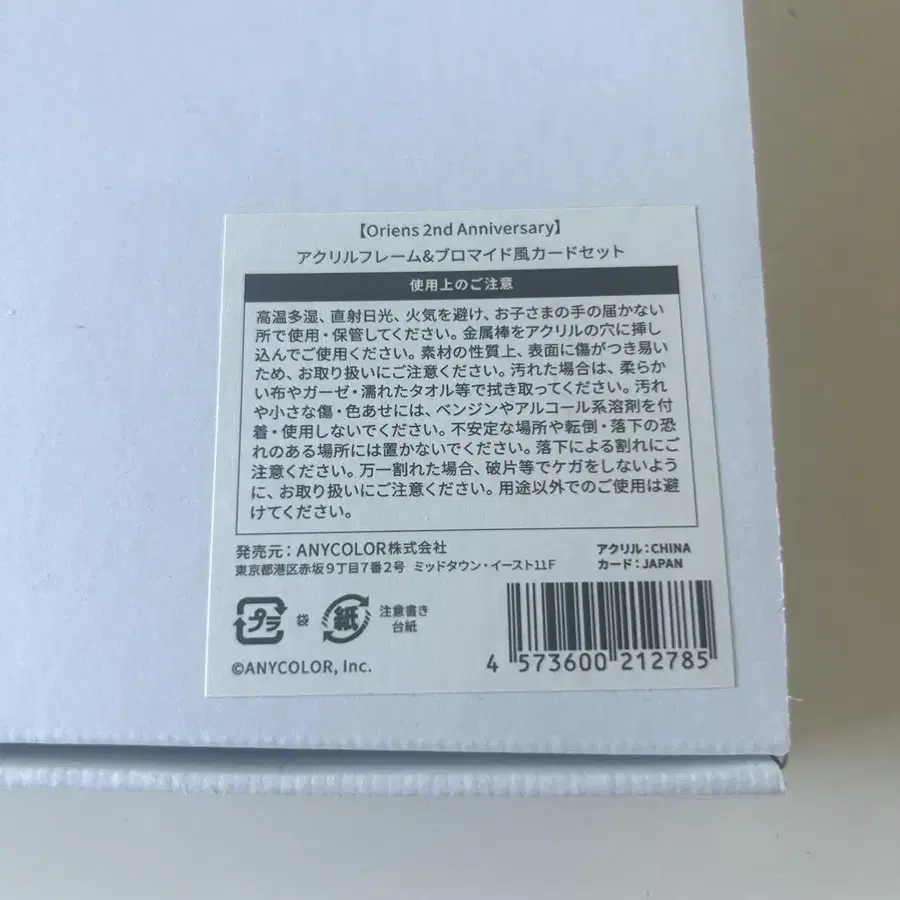 【Oriens 2nd Anniversary】
アクリルフレーム&ブロマイド風カードセット
使用上のご注意
高温多湿、直射日光、火気を避け、お子さまの手の届かない
所で使用・保管してください。金属棒をアクリルの穴に挿し
込んでご使用ください。素材の性質上、表面に傷がつき易い
ため、お取り扱いにご注意ください。汚れた場合は、柔らか
い布やガーゼ・濡れたタオル等で拭き取ってください。汚れ
や小さな傷・色あせには、ベンジンやアルコール系溶剤を付
着・使用しないでください。不安定な場所や転倒・落下の恐
れのある場所には置かないでください。落下による割れにご
注意ください。万一割れた場合、破片等でケガをしないよう
に、お取り扱いにご注意ください。用途以外でのご使用は避
けてください。
発売元：ANYCOLOR株式会社
東京都港区赤坂9丁目7番2号 ミッドタウン・イースト11F
アクリル：CHINA
カード：JAPAN
プラ 袋 紙 注意書き
台紙
©ANYCOLOR, Inc.
4 573600 212785